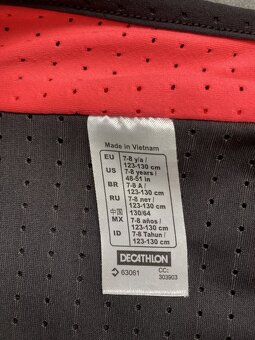 Made in Vietnam
EU 7-8 y/a / 123-130 cm
US 7-8 years / 48-51 in
BR 7-8 A / 123-130 cm
RU 7-8 лет / 123-130 cm
中国 130/64
MX 7-8 años / 123-130 cm
ID 7-8 Tahun / 123-130 cm
DECATHLON
63061 CC: 303903